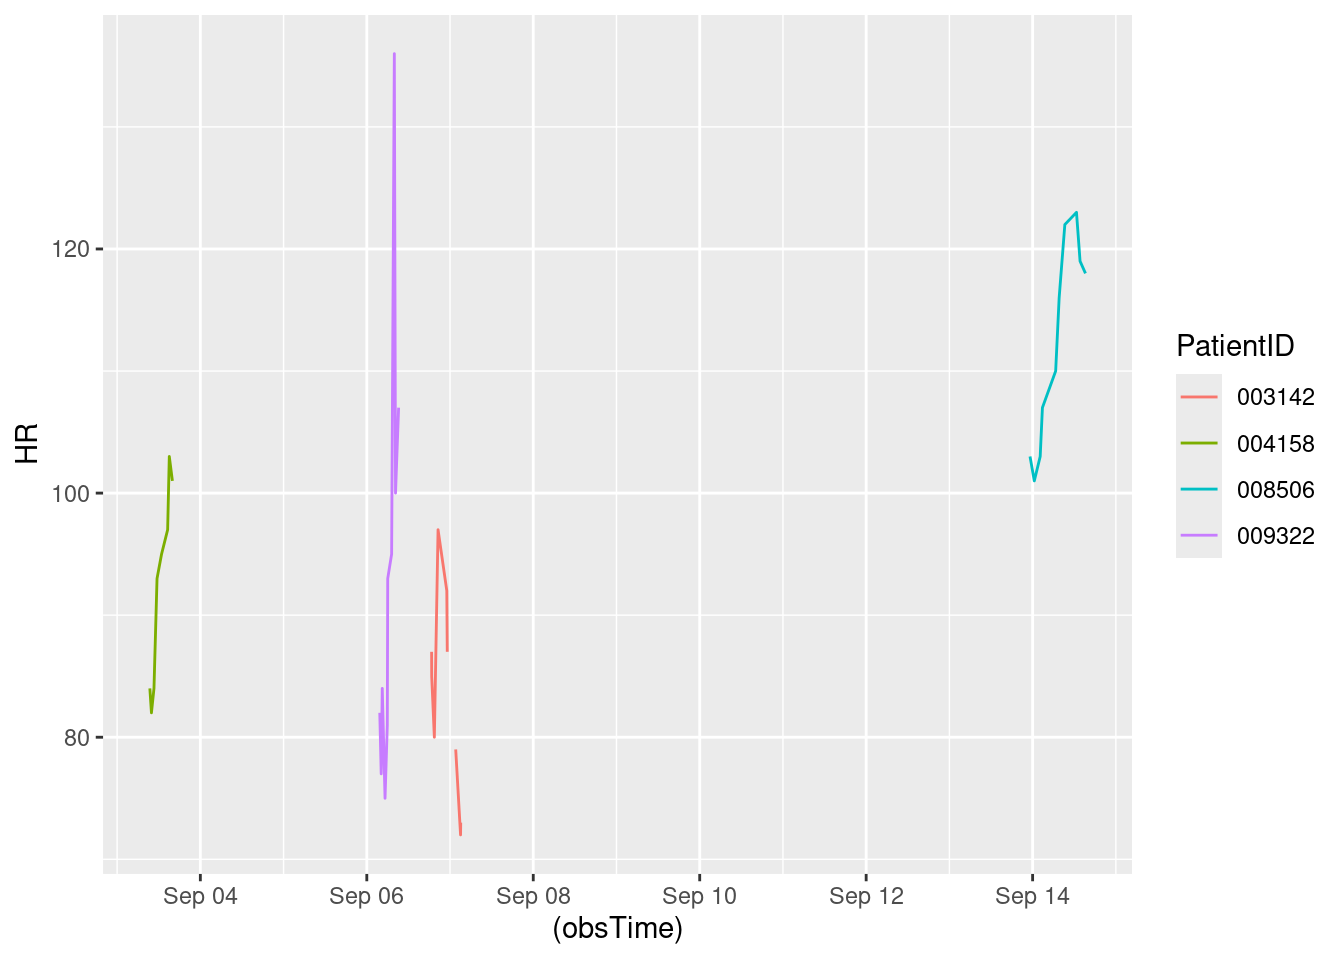 120
100
80
HR
Sep 04
Sep 06
Sep 08
Sep 10
Sep 12
Sep 14
(obsTime)
PatientID
003142
004158
008506
009322